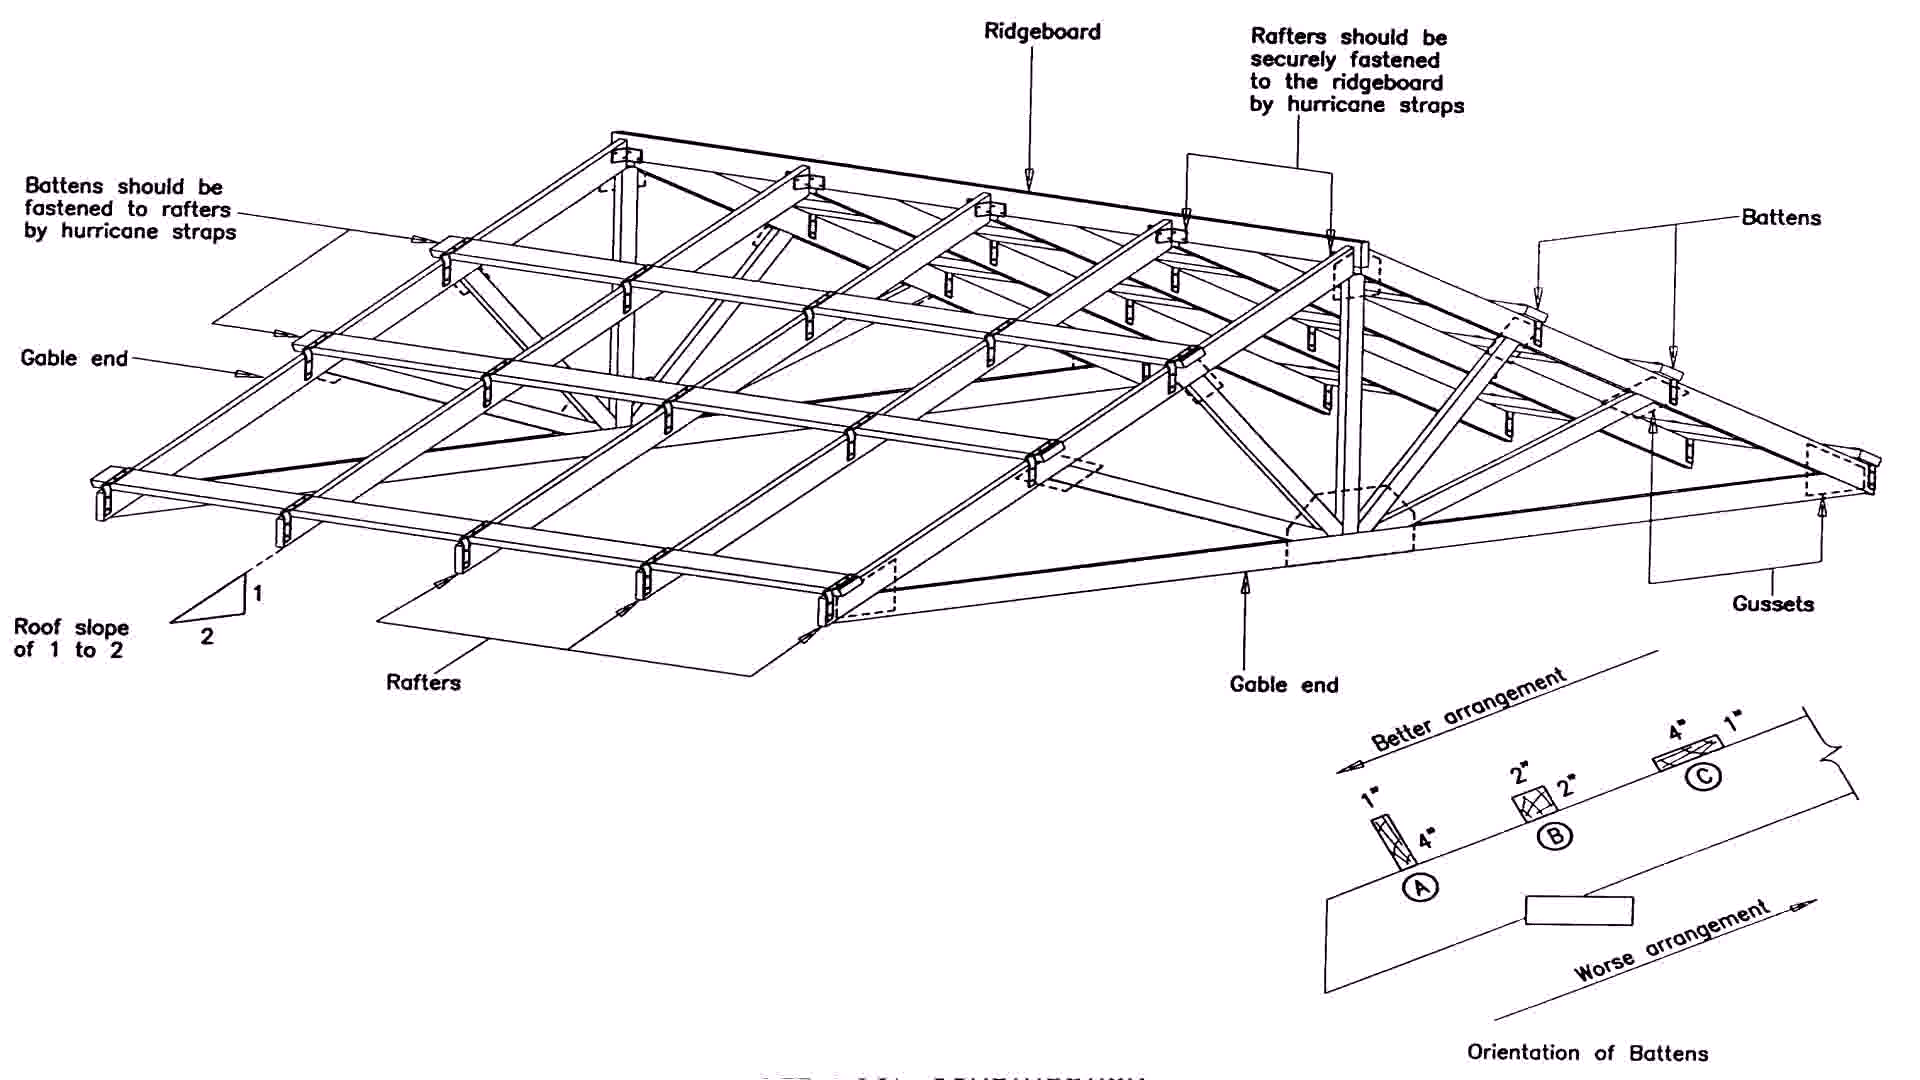 Ridgeboard
Rafters should be
securely fastened
to the ridgeboard
by hurricane straps
Battens should be
fastened to rafters
by hurricane straps
Battens
Gable end
1
2
Roof slope
of 1 to 2
Rafters
Gable end
Gussets
Better arrangement
4" 1"
C
2" 2"
B
1" 4"
A
Worse arrangement
Orientation of Battens